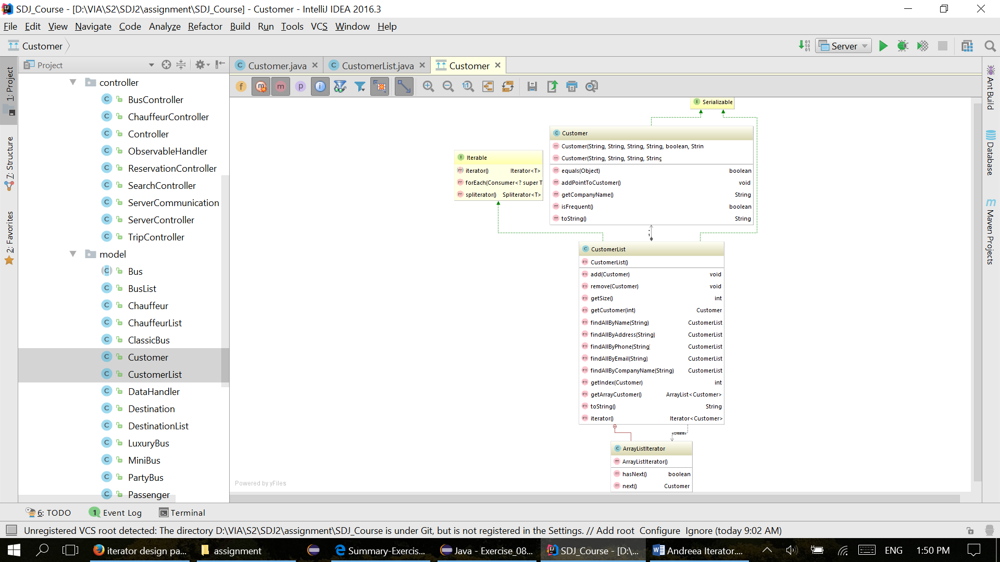 SDJ_Course - [D:\VIA\S2\SDJ2\assignment\SDJ_Course] - Customer - IntelliJ IDEA 2016.3
File Edit View Navigate Code Analyze Refactor Build Run Tools VCS Window Help
Customer
Server
1: Project
7: Structure
2: Favorites
Project
controller
BusController
ChauffeurController
Controller
ObservableHandler
ReservationController
SearchController
ServerCommunication
ServerController
TripController
model
Bus
BusList
Chauffeur
ChauffeurList
ClassicBus
Customer
CustomerList
DataHandler
Destination
DestinationList
LuxuryBus
MiniBus
PartyBus
Passenger
Customer.java
CustomerList.java
Customer
Serializable
Customer
Customer(String, String, String, String, boolean, Strin
Customer(String, String, String, String
equals(Object) boolean
addPointToCustomer() void
getCompanyName() String
isFrequent() boolean
toString() String
Iterable
iterator() Iterator<T>
forEach(Consumer<? super T
spliterator() Spliterator<T>
1
CustomerList
CustomerList()
add(Customer) void
remove(Customer) void
getSize() int
getCustomer(int) Customer
findAllByName(String) CustomerList
findAllByAddress(String) CustomerList
findAllByPhone(String) CustomerList
findAllByEmail(String) CustomerList
findAllByCompanyName(String) CustomerList
getIndex(Customer) int
getArrayCustomer() ArrayList<Customer>
toString() String
iterator() Iterator<Customer>
«create»
ArrayListIterator
ArrayListIterator()
hasNext() boolean
next() Customer
Powered by yFiles
Ant Build
Database
Maven Projects
6: TODO
1 Event Log
Terminal
Unregistered VCS root detected: The directory D:\VIA\S2\SDJ2\assignment\SDJ_Course is under Git, but is not registered in the Settings. // Add root Configure Ignore (today 9:02 AM)
iterator design pa...
assignment
Summary-Exercis...
Java - Exercise_08...
SDJ_Course - [D:\...
Andreea Iterator....
ENG
1:50 PM